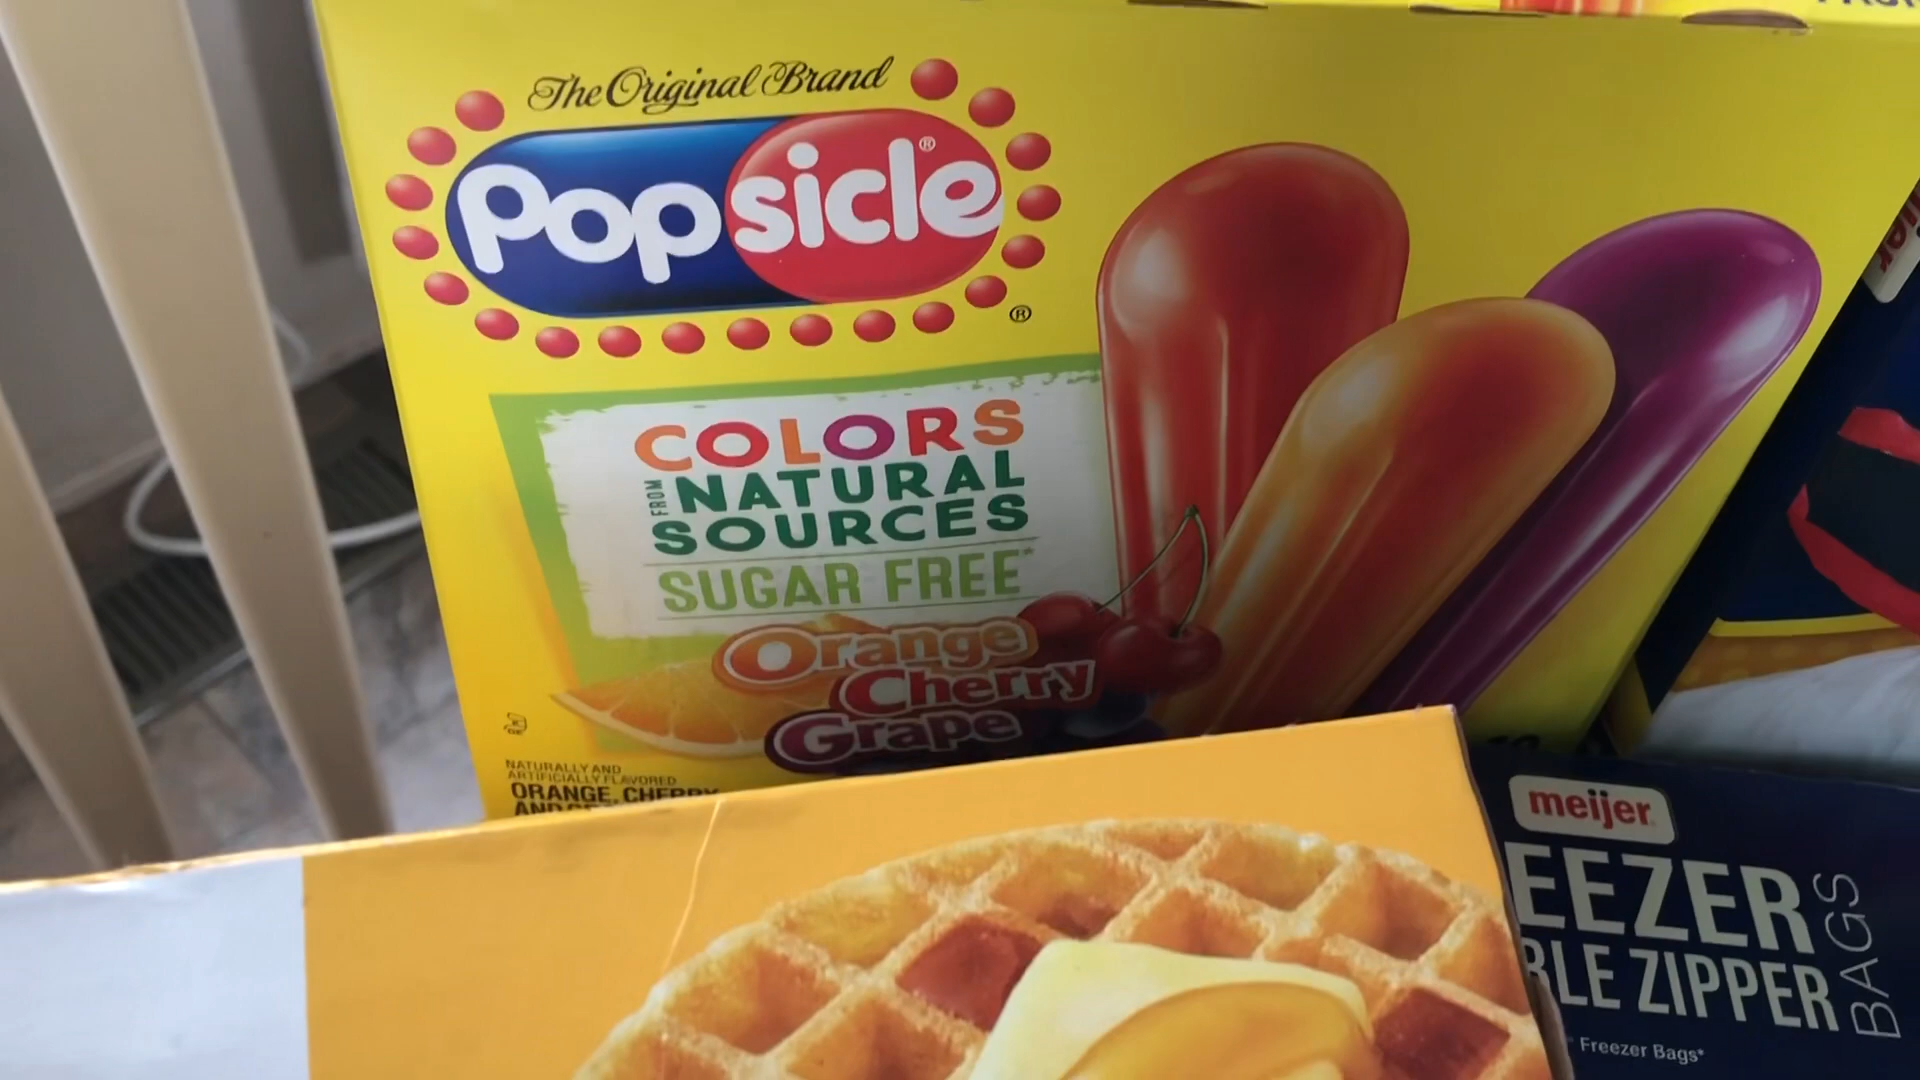 The Original Brand
Popsicle®
®
COLORS
FROM NATURAL
SOURCES
SUGAR FREE*
Orange
Cherry
Grape
NATURALLY AND
ARTIFICIALLY FLAVORED
ORANGE, CHERRY
AND
meijer
EEZER
BLE ZIPPER
BAGS
Freezer Bags*